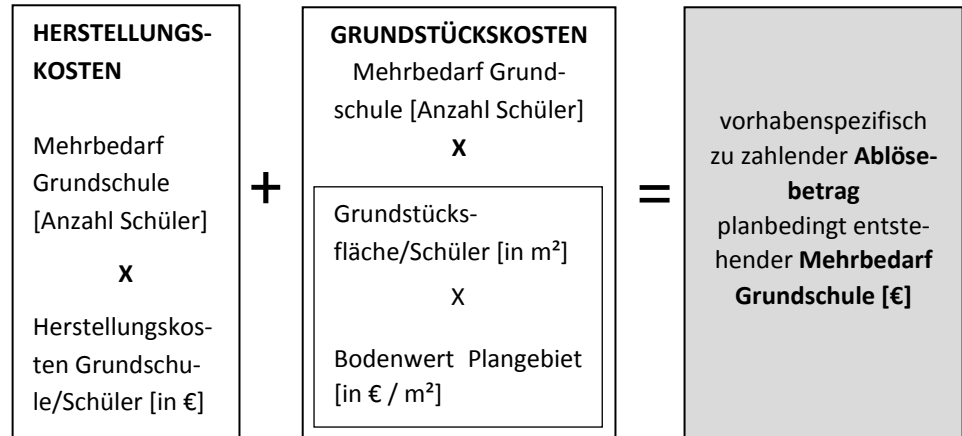 HERSTELLUNGS-
KOSTEN
Mehrbedarf
Grundschule
[Anzahl Schüler]
X
Herstellungskos-
ten Grundschu-
le/Schüler [in €]
+
GRUNDSTÜCKSKOSTEN
Mehrbedarf Grund-
schule [Anzahl Schüler]
X
Grundstücks-
fläche/Schüler [in m²]
X
Bodenwert Plangebiet
[in € / m²]
=
vorhabenspezifisch
zu zahlender Ablöse-
betrag
planbedingt entste-
hender Mehrbedarf
Grundschule [€]